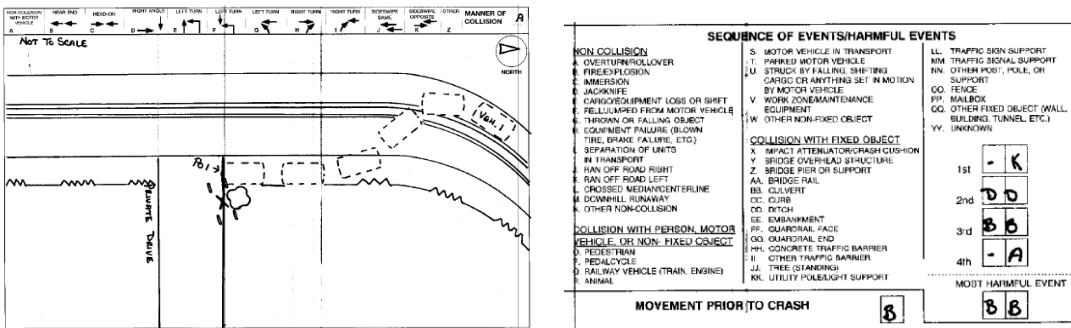 NON COLLISION WITH MOTOR VEHICLE
REAR END
HEAD-ON
RIGHT ANGLE
LEFT TURN
LEFT TURN
LEFT TURN
RIGHT TURN
RIGHT TURN
SIDESWIPE SAME
SIDESWIPE OPPOSITE
OTHER
MANNER OF COLLISION
A
A B C D E F G H I J K Z
NOT TO SCALE
NORTH
VEH. 1
POI
PRIVATE DRIVE
SEQUENCE OF EVENTS/HARMFUL EVENTS
NON COLLISION
A. OVERTURN/ROLLOVER
B. FIRE/EXPLOSION
C. IMMERSION
D. JACKKNIFE
E. CARGO/EQUIPMENT LOSS OR SHIFT
F. FELL/JUMPED FROM MOTOR VEHICLE
G. THROWN OR FALLING OBJECT
H. EQUIPMENT FAILURE (BLOWN
TIRE, BRAKE FAILURE, ETC.)
I. SEPARATION OF UNITS
IN TRANSPORT
J. RAN OFF ROAD RIGHT
K. RAN OFF ROAD LEFT
L. CROSSED MEDIAN/CENTERLINE
M. DOWNHILL RUNAWAY
OTHER NON-COLLISION
COLLISION WITH PERSON, MOTOR
VEHICLE, OR NON- FIXED OBJECT
O. PEDESTRIAN
P. PEDALCYCLE
Q. RAILWAY VEHICLE (TRAIN, ENGINE)
R. ANIMAL
S. MOTOR VEHICLE IN TRANSPORT
T. PARKED MOTOR VEHICLE
U. STRUCK BY FALLING, SHIFTING
CARGO OR ANYTHING SET IN MOTION
BY MOTOR VEHICLE
V. WORK ZONE/MAINTENANCE
EQUIPMENT
W. OTHER NON-FIXED OBJECT
COLLISION WITH FIXED OBJECT
X. IMPACT ATTENUATOR/CRASH CUSHION
Y. BRIDGE OVERHEAD STRUCTURE
Z. BRIDGE PIER OR SUPPORT
AA. BRIDGE RAIL
BB. CULVERT
CC. CURB
DD. DITCH
EE. EMBANKMENT
FF. GUARDRAIL FACE
GG. GUARDRAIL END
HH. CONCRETE TRAFFIC BARRIER
II. OTHER TRAFFIC BARRIER
JJ. TREE (STANDING)
KK. UTILITY POLE/LIGHT SUPPORT
LL. TRAFFIC SIGN SUPPORT
MM. TRAFFIC SIGNAL SUPPORT
NN. OTHER POST, POLE, OR
SUPPORT
OO. FENCE
PP. MAILBOX
QQ. OTHER FIXED OBJECT (WALL,
BUILDING, TUNNEL, ETC.)
YY. UNKNOWN
1st - K
2nd D D
3rd B B
4th - A
MOST HARMFUL EVENT
B B
MOVEMENT PRIOR TO CRASH B